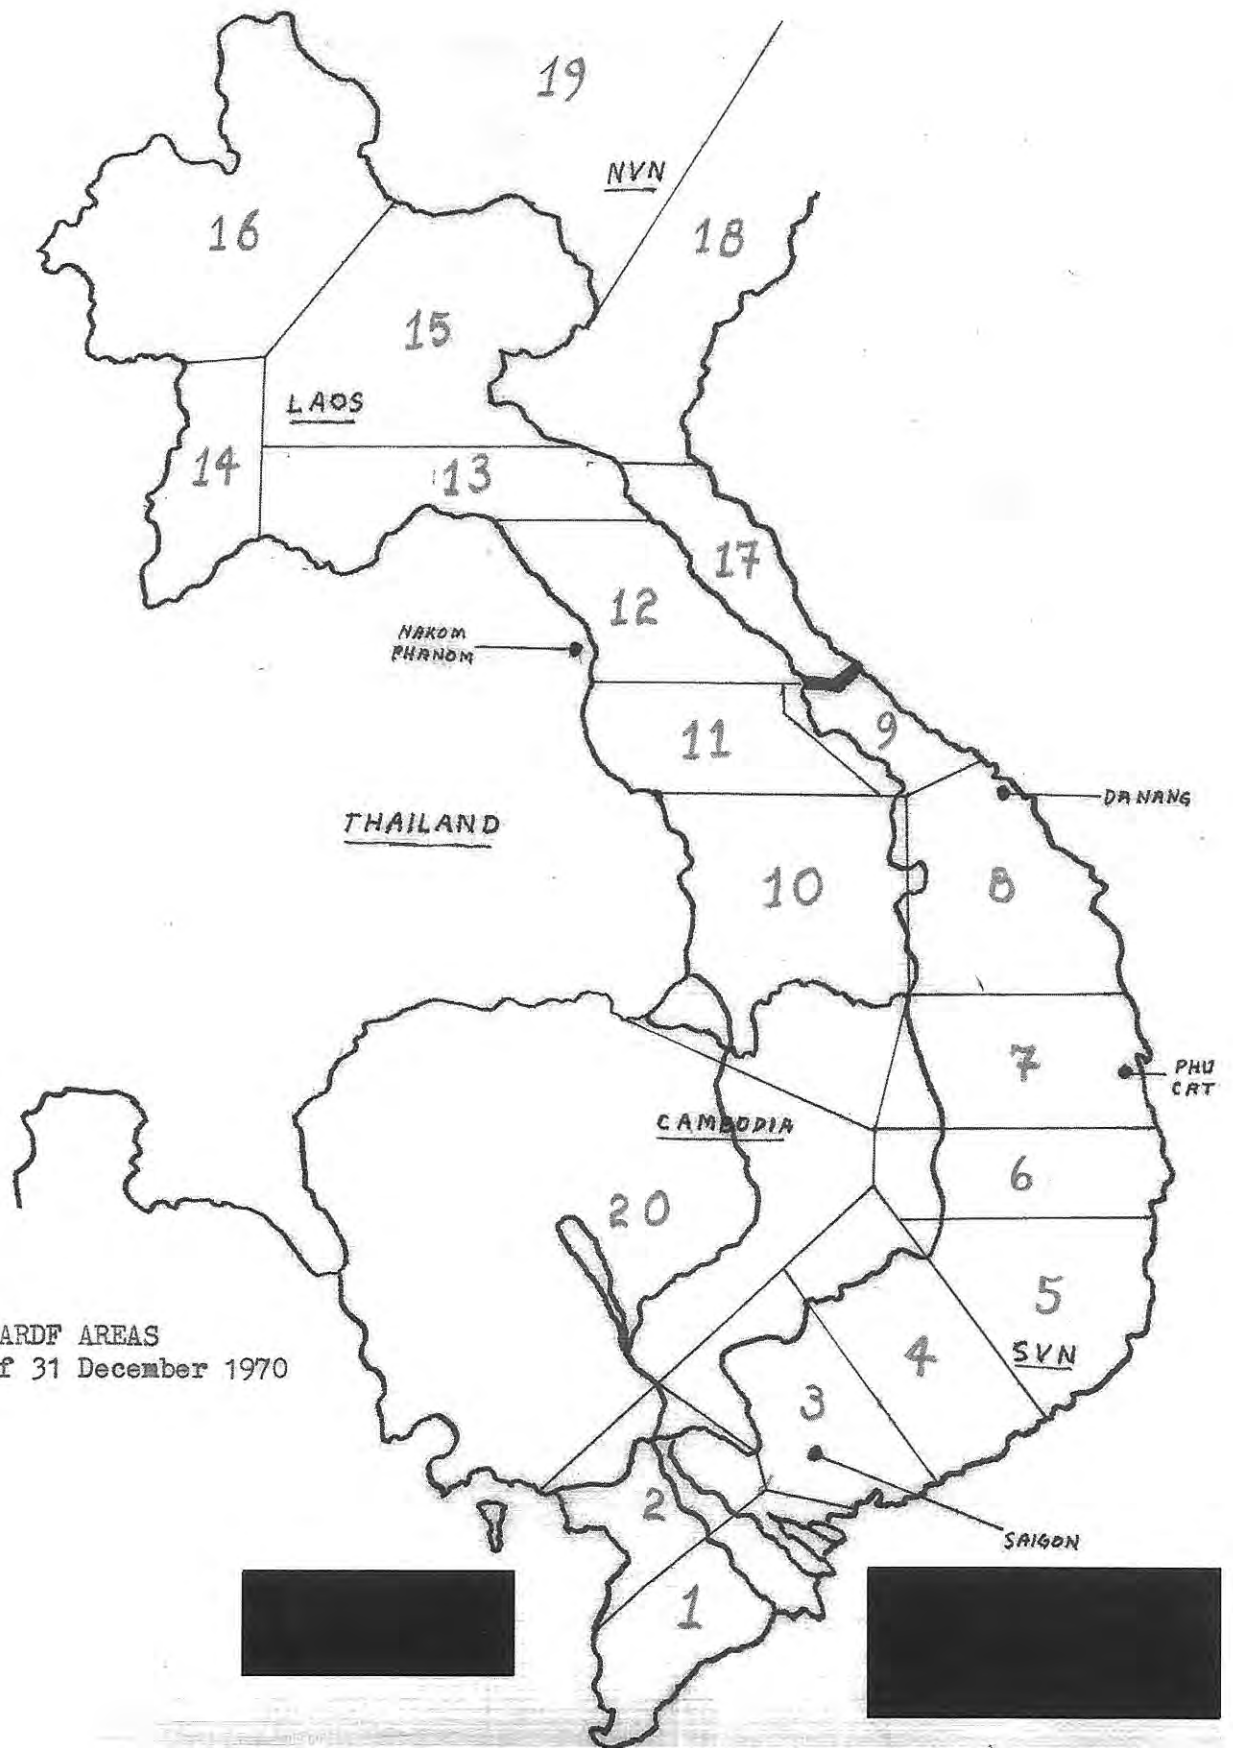 19
NVN
18
16
15
LAOS
14
13
17
12
NAKOM
PHANOM
11
9
DA NANG
THAILAND
10
8
7
PHU
CAT
CAMBODIA
6
20
5
ARDF AREAS
f 31 December 1970
4
SVN
3
2
SAIGON
1